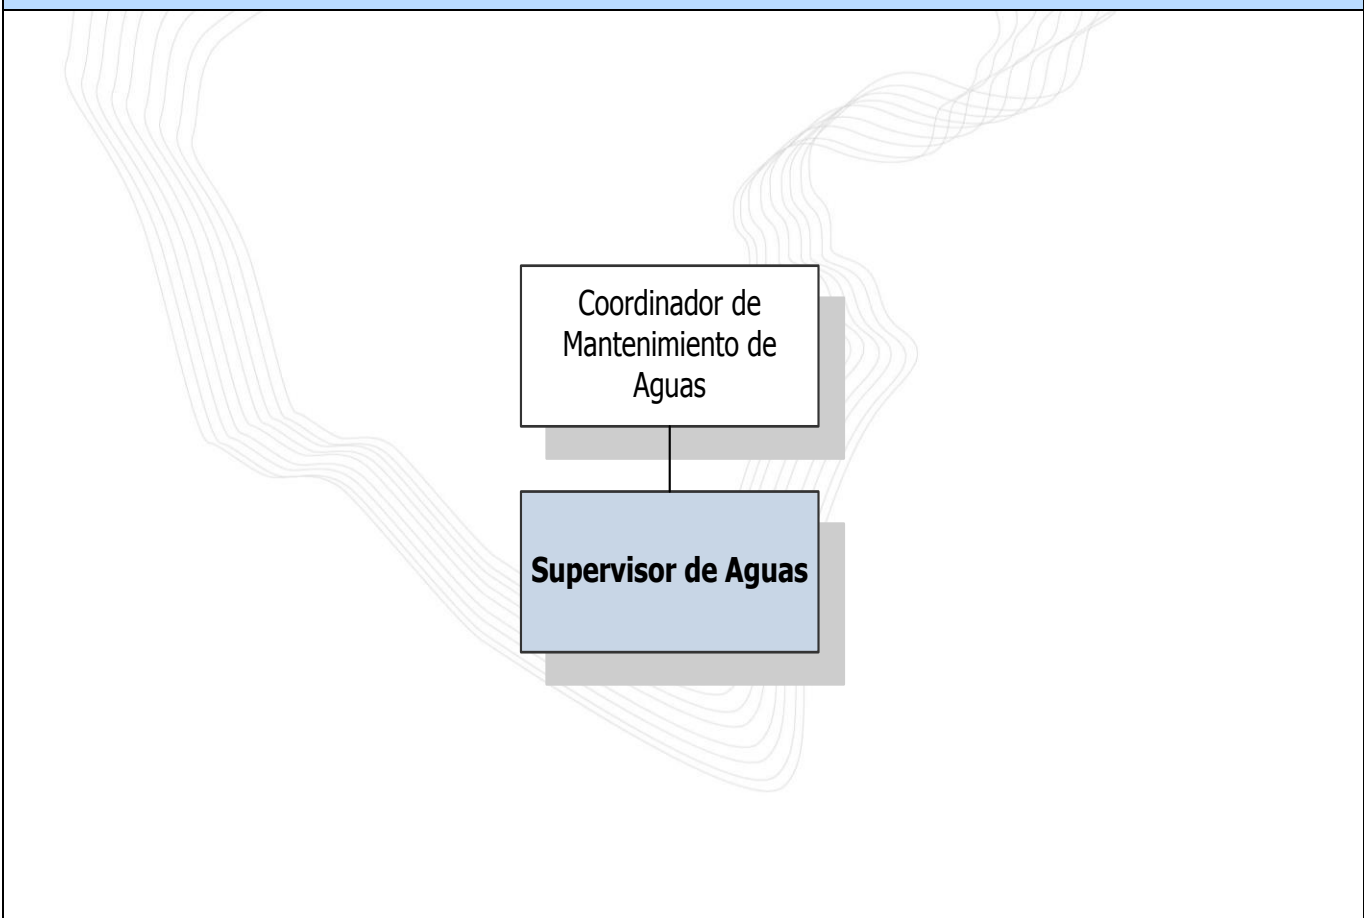 Coordinador de
Mantenimiento de
Aguas
Supervisor de Aguas